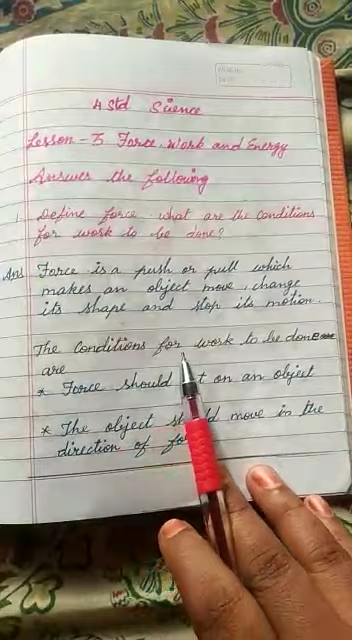 4 Std Science
Lesson - 5 Force, Work and Energy
Answer the following
1. Define force. what are the conditions
for work to be done?
Ans Force is a push or pull which
makes an object move, change
its shape and stop its motion.
The Conditions for work to be done
are
* Force should on an object
* The object move in the
direction of